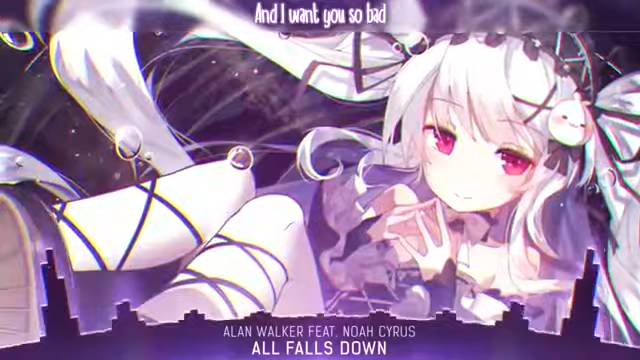 And I want you so bad
ALAN WALKER FEAT. NOAH CYRUS
ALL FALLS DOWN